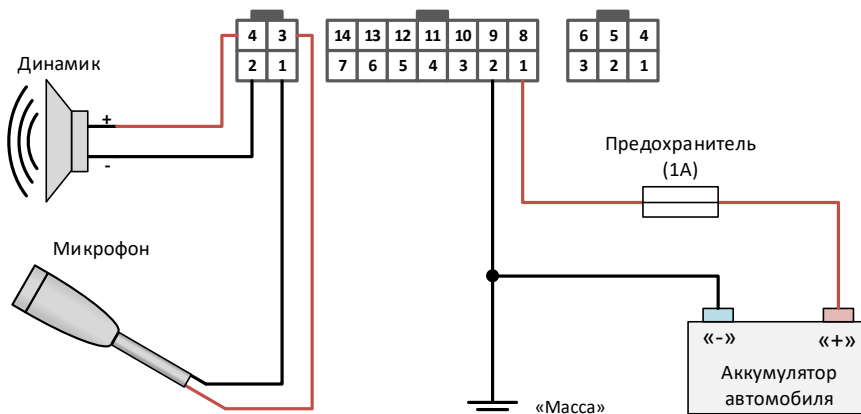 4 3
2 1
14 13 12 11 10 9 8
7 6 5 4 3 2 1
6 5 4
3 2 1
Динамик
+
-
Предохранитель
(1А)
Микрофон
«-» «+»
Аккумулятор
автомобиля
«Масса»